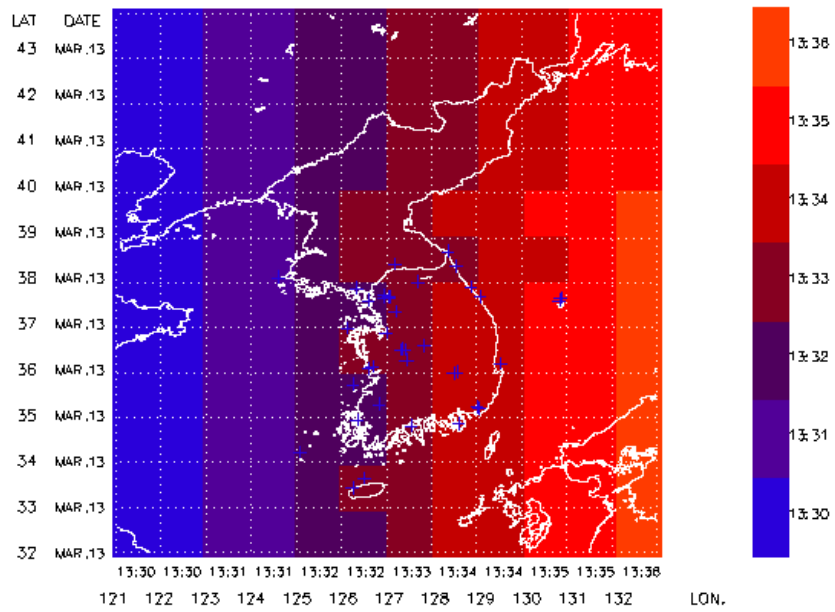 LAT DATE
43 MAR.13
42 MAR.13
41 MAR.13
40 MAR.13
39 MAR.13
38 MAR.13
37 MAR.13
36 MAR.13
35 MAR.13
34 MAR.13
33 MAR.13
32 MAR.13
13:30 13:30 13:31 13:31 13:32 13:32 13:33 13:34 13:34 13:35 13:35 13:36
121 122 123 124 125 126 127 128 129 130 131 132 LON.
13:36
13:35
13:34
13:33
13:32
13:31
13:30